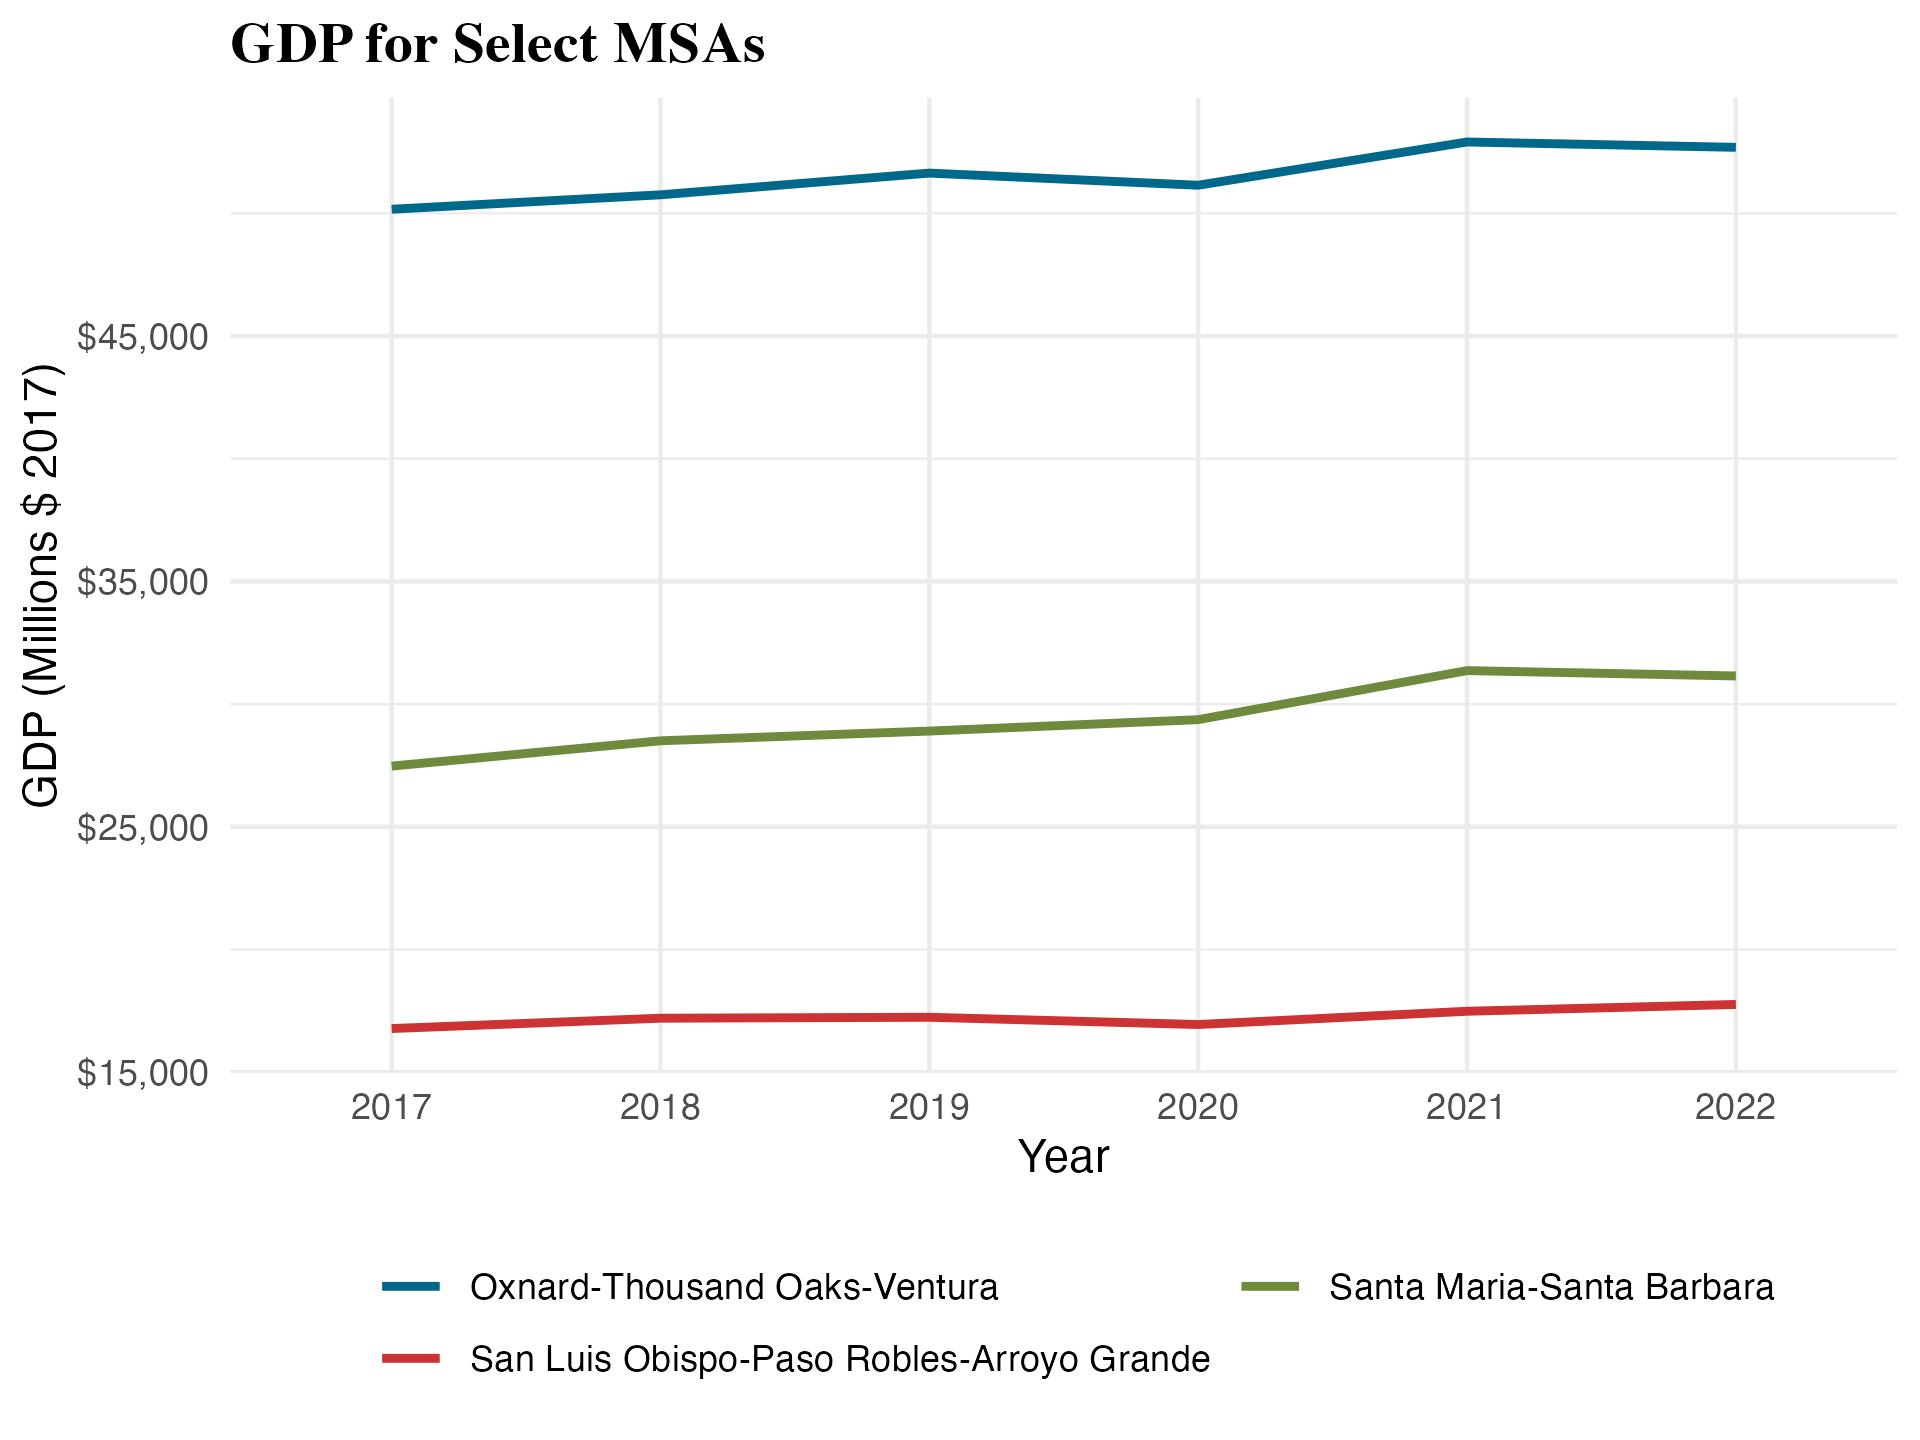 GDP for Select MSAs
GDP (Millions $ 2017)
$45,000
$35,000
$25,000
$15,000
2017 2018 2019 2020 2021 2022
Year
Oxnard-Thousand Oaks-Ventura Santa Maria-Santa Barbara
San Luis Obispo-Paso Robles-Arroyo Grande